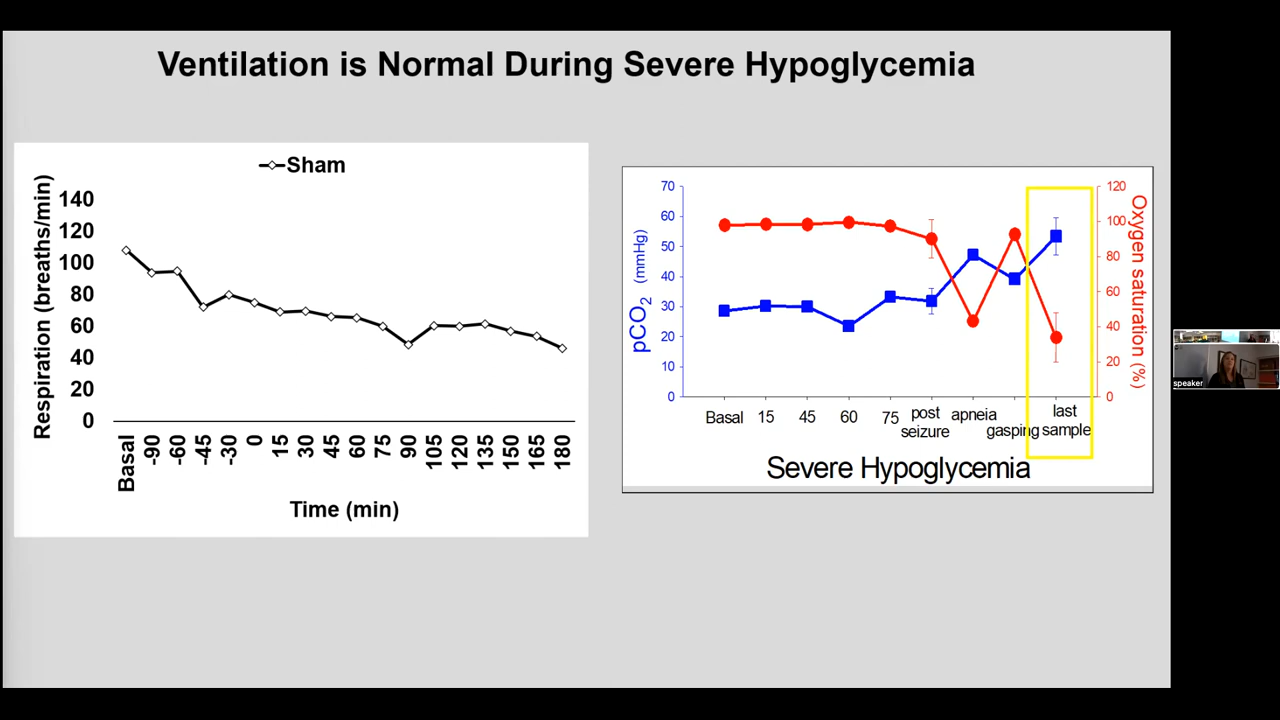 Ventilation is Normal During Severe Hypoglycemia
Sham
Respiration (breaths/min)
140
120
100
80
60
40
20
0
Basal
-90
-60
-45
-30
0
15
30
45
60
75
90
105
120
135
150
165
180
Time (min)
pCO2 (mmHg)
70
60
50
40
30
20
10
0
120
100
80
60
40
20
0
Oxygen saturation (%)
Basal
15
45
60
75
post
seizure
apneia
gasping
last
sample
Severe Hypoglycemia
speaker